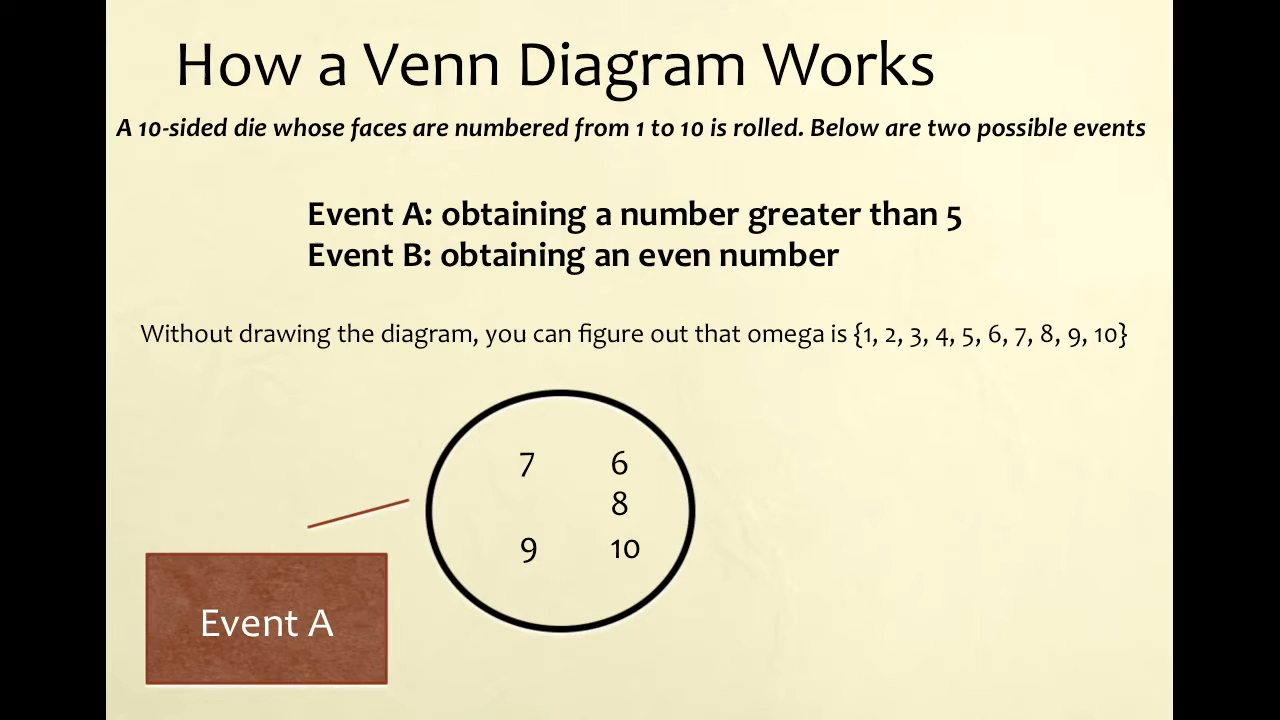 How a Venn Diagram Works
A 10-sided die whose faces are numbered from 1 to 10 is rolled. Below are two possible events
Event A: obtaining a number greater than 5
Event B: obtaining an even number
Without drawing the diagram, you can figure out that omega is {1, 2, 3, 4, 5, 6, 7, 8, 9, 10}
7 6
8
9 10
Event A